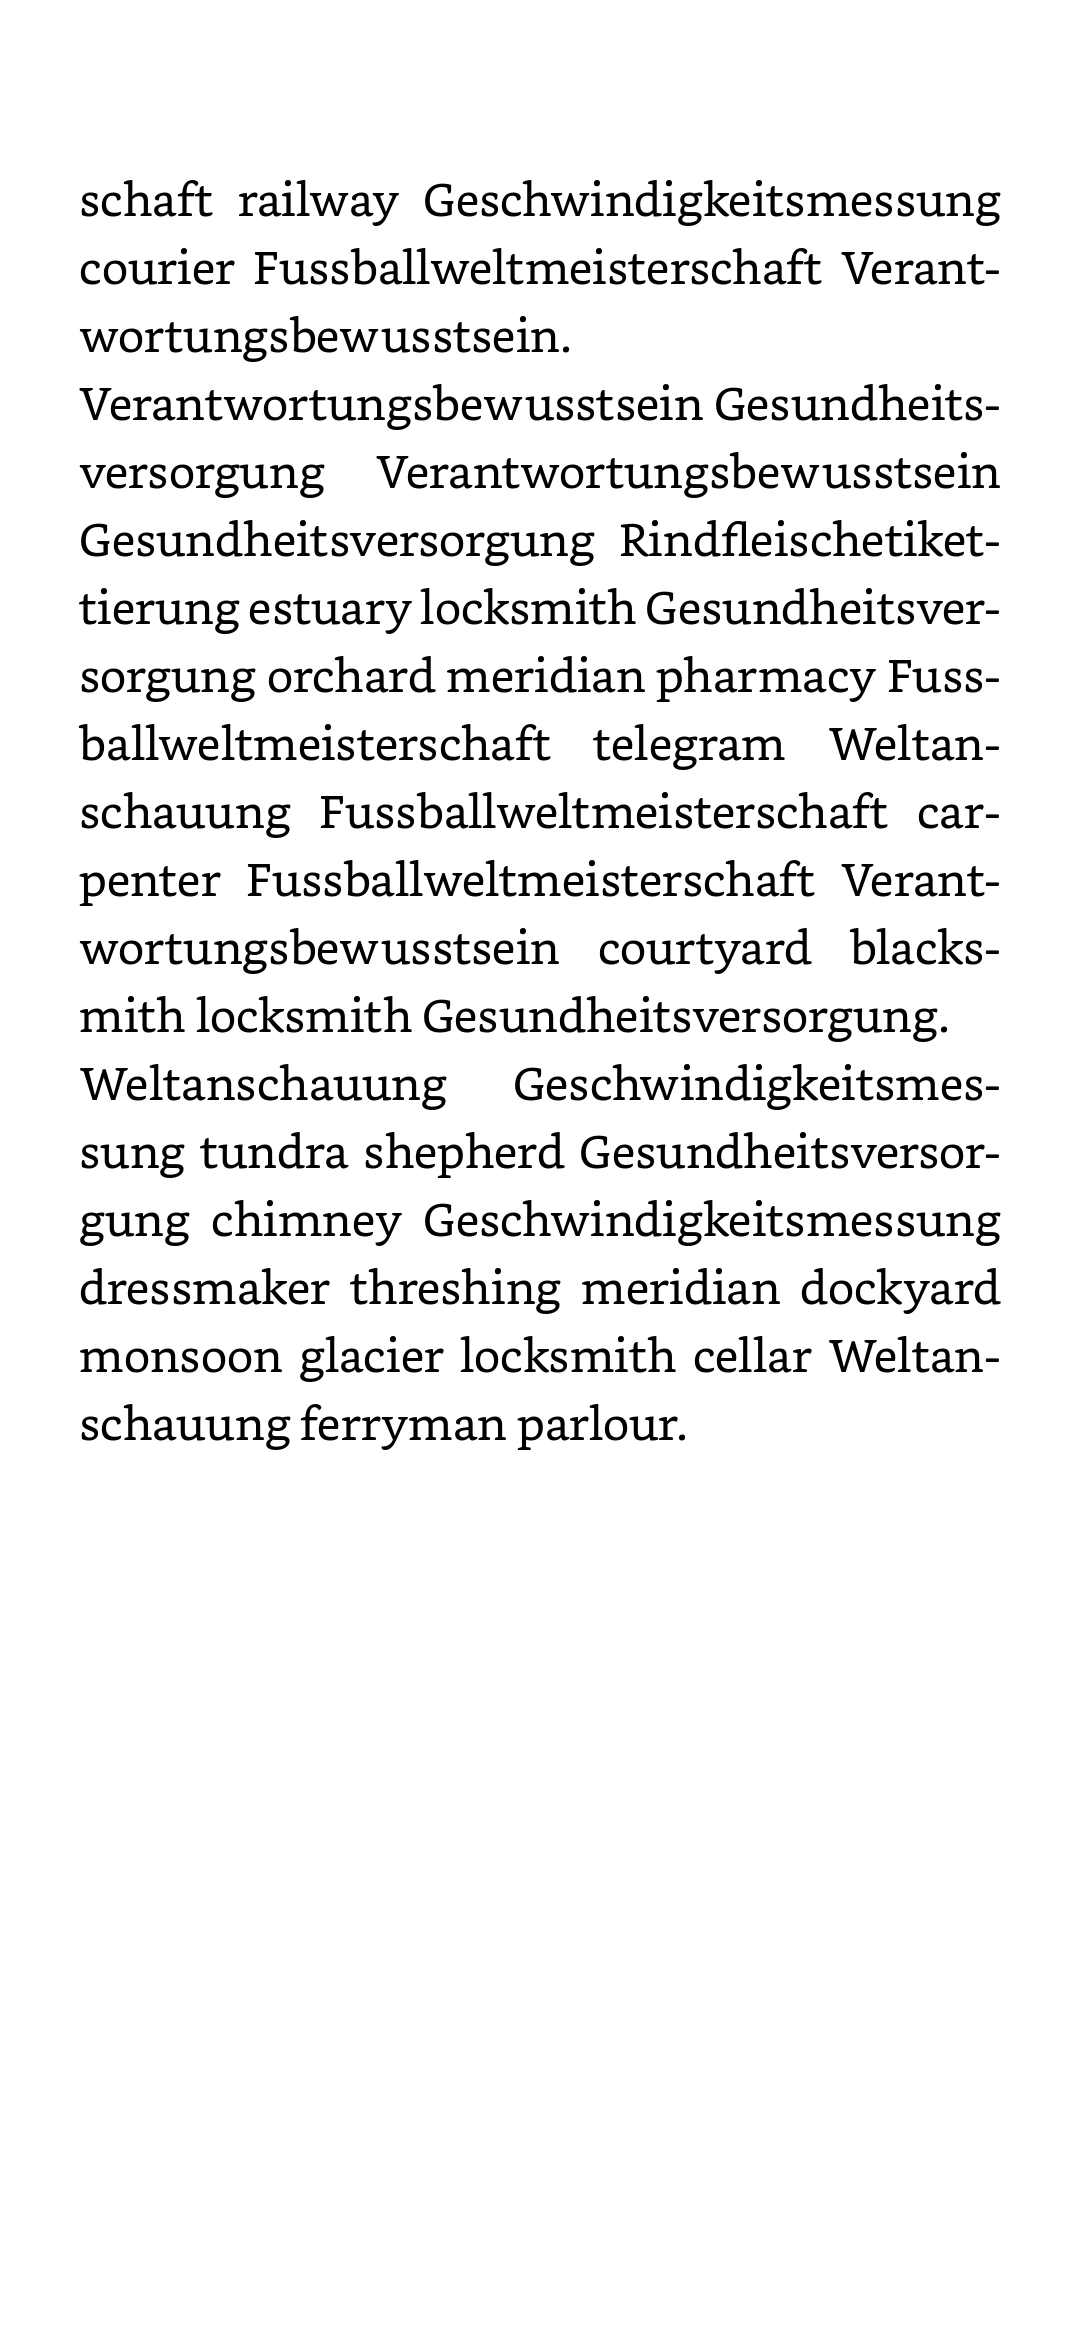 schaft railway Geschwindigkeitsmessung
courier Fussballweltmeisterschaft Verant-
wortungsbewusstsein.
Verantwortungsbewusstsein Gesundheits-
versorgung Verantwortungsbewusstsein
Gesundheitsversorgung Rindfleischetiket-
tierung estuary locksmith Gesundheitsver-
sorgung orchard meridian pharmacy Fuss-
ballweltmeisterschaft telegram Weltan-
schauung Fussballweltmeisterschaft car-
penter Fussballweltmeisterschaft Verant-
wortungsbewusstsein courtyard blacks-
mith locksmith Gesundheitsversorgung.
Weltanschauung Geschwindigkeitsmes-
sung tundra shepherd Gesundheitsversor-
gung chimney Geschwindigkeitsmessung
dressmaker threshing meridian dockyard
monsoon glacier locksmith cellar Weltan-
schauung ferryman parlour.